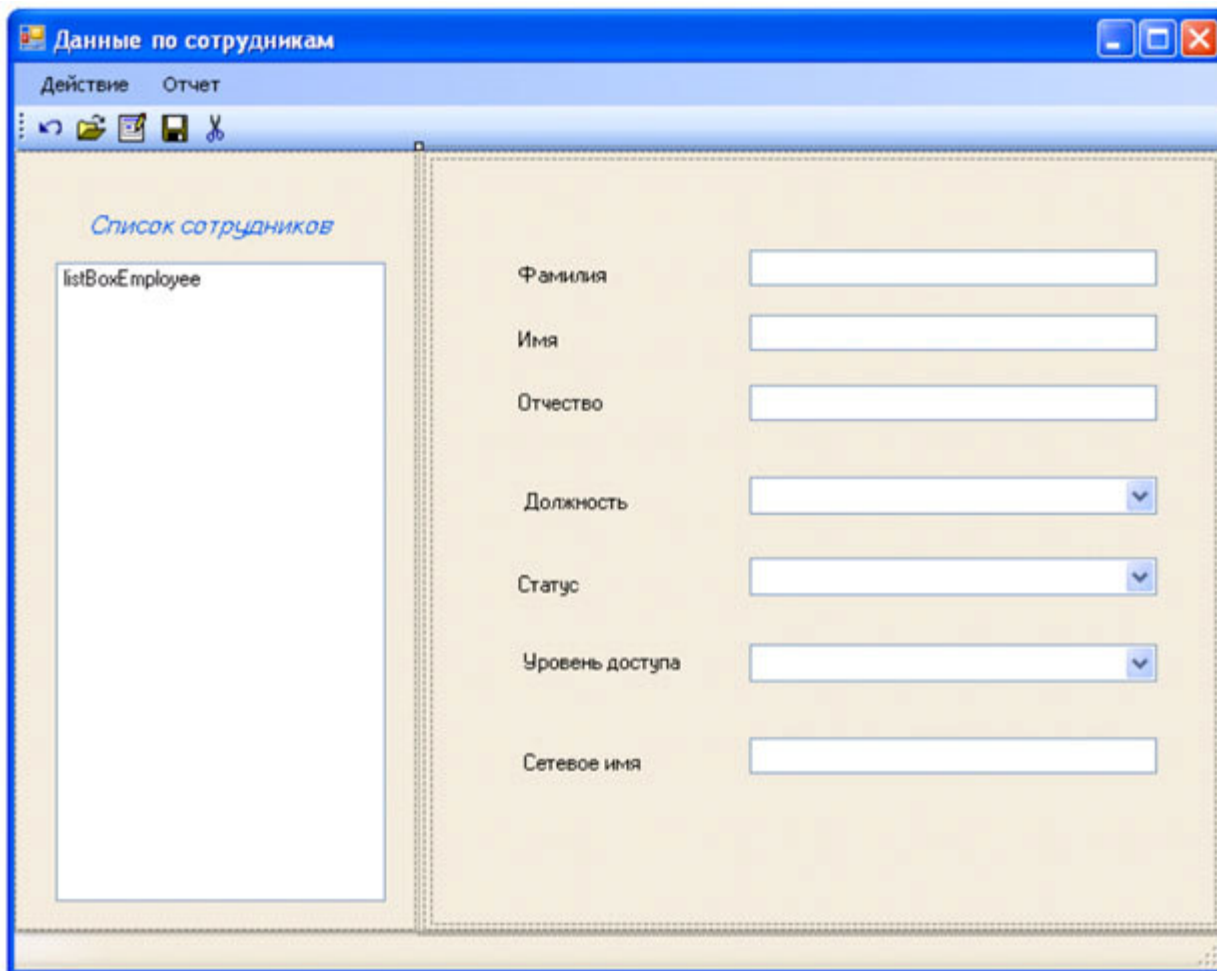 Данные по сотрудникам
Действие Отчет
Список сотрудников
listBoxEmployee
Фамилия
Имя
Отчество
Должность
Статус
Уровень доступа
Сетевое имя